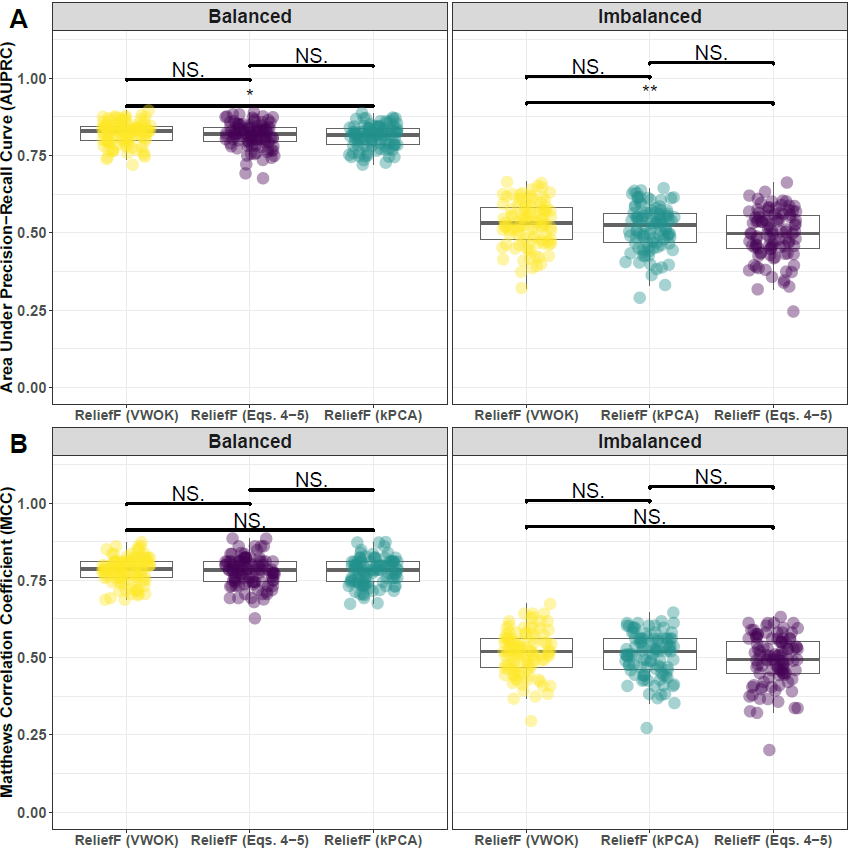 A
Balanced
Imbalanced
Area Under Precision−Recall Curve (AUPRC)
1.00
0.75
0.50
0.25
0.00
NS.
NS.
*
NS.
NS.
**
ReliefF (VWOK)
ReliefF (Eqs. 4−5)
ReliefF (kPCA)
ReliefF (VWOK)
ReliefF (kPCA)
ReliefF (Eqs. 4−5)
B
Balanced
Imbalanced
Matthews Correlation Coefficient (MCC)
1.00
0.75
0.50
0.25
0.00
NS.
NS.
NS.
NS.
NS.
NS.
ReliefF (VWOK)
ReliefF (Eqs. 4−5)
ReliefF (kPCA)
ReliefF (VWOK)
ReliefF (kPCA)
ReliefF (Eqs. 4−5)